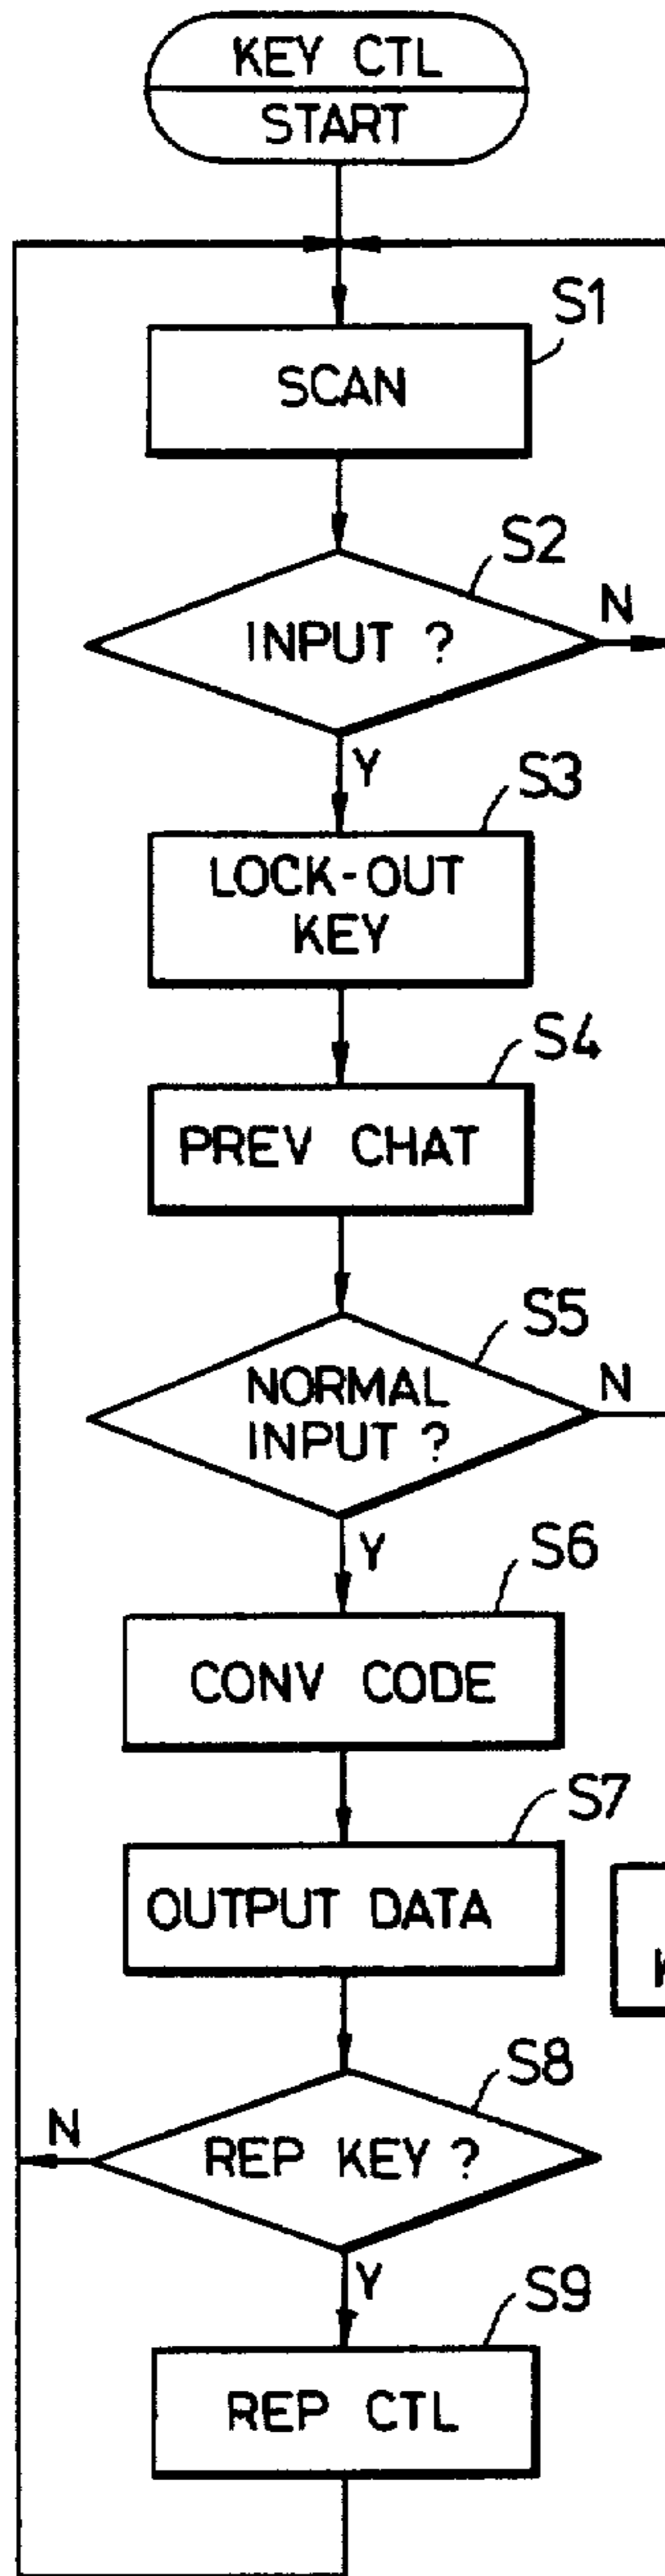 KEY CTL
START
S1
SCAN
S2
INPUT ?
N
Y
S3
LOCK-OUT
KEY
S4
PREV CHAT
S5
NORMAL
INPUT ?
N
Y
S6
CONV CODE
S7
OUTPUT DATA
S8
REP KEY ?
N
Y
S9
REP CTL